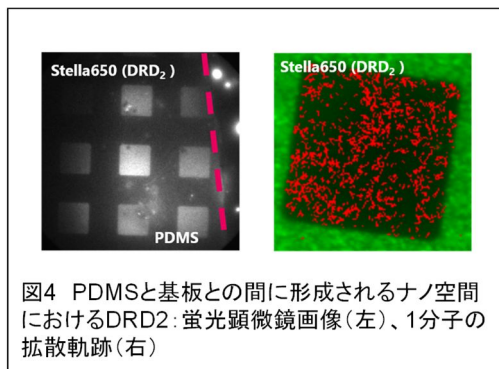 Stella650 (DRD2 )
PDMS
Stella650 (DRD2 )
図4 PDMSと基板との間に形成されるナノ空間
におけるDRD2:蛍光顕微鏡画像(左)、1分子の
拡散軌跡(右)